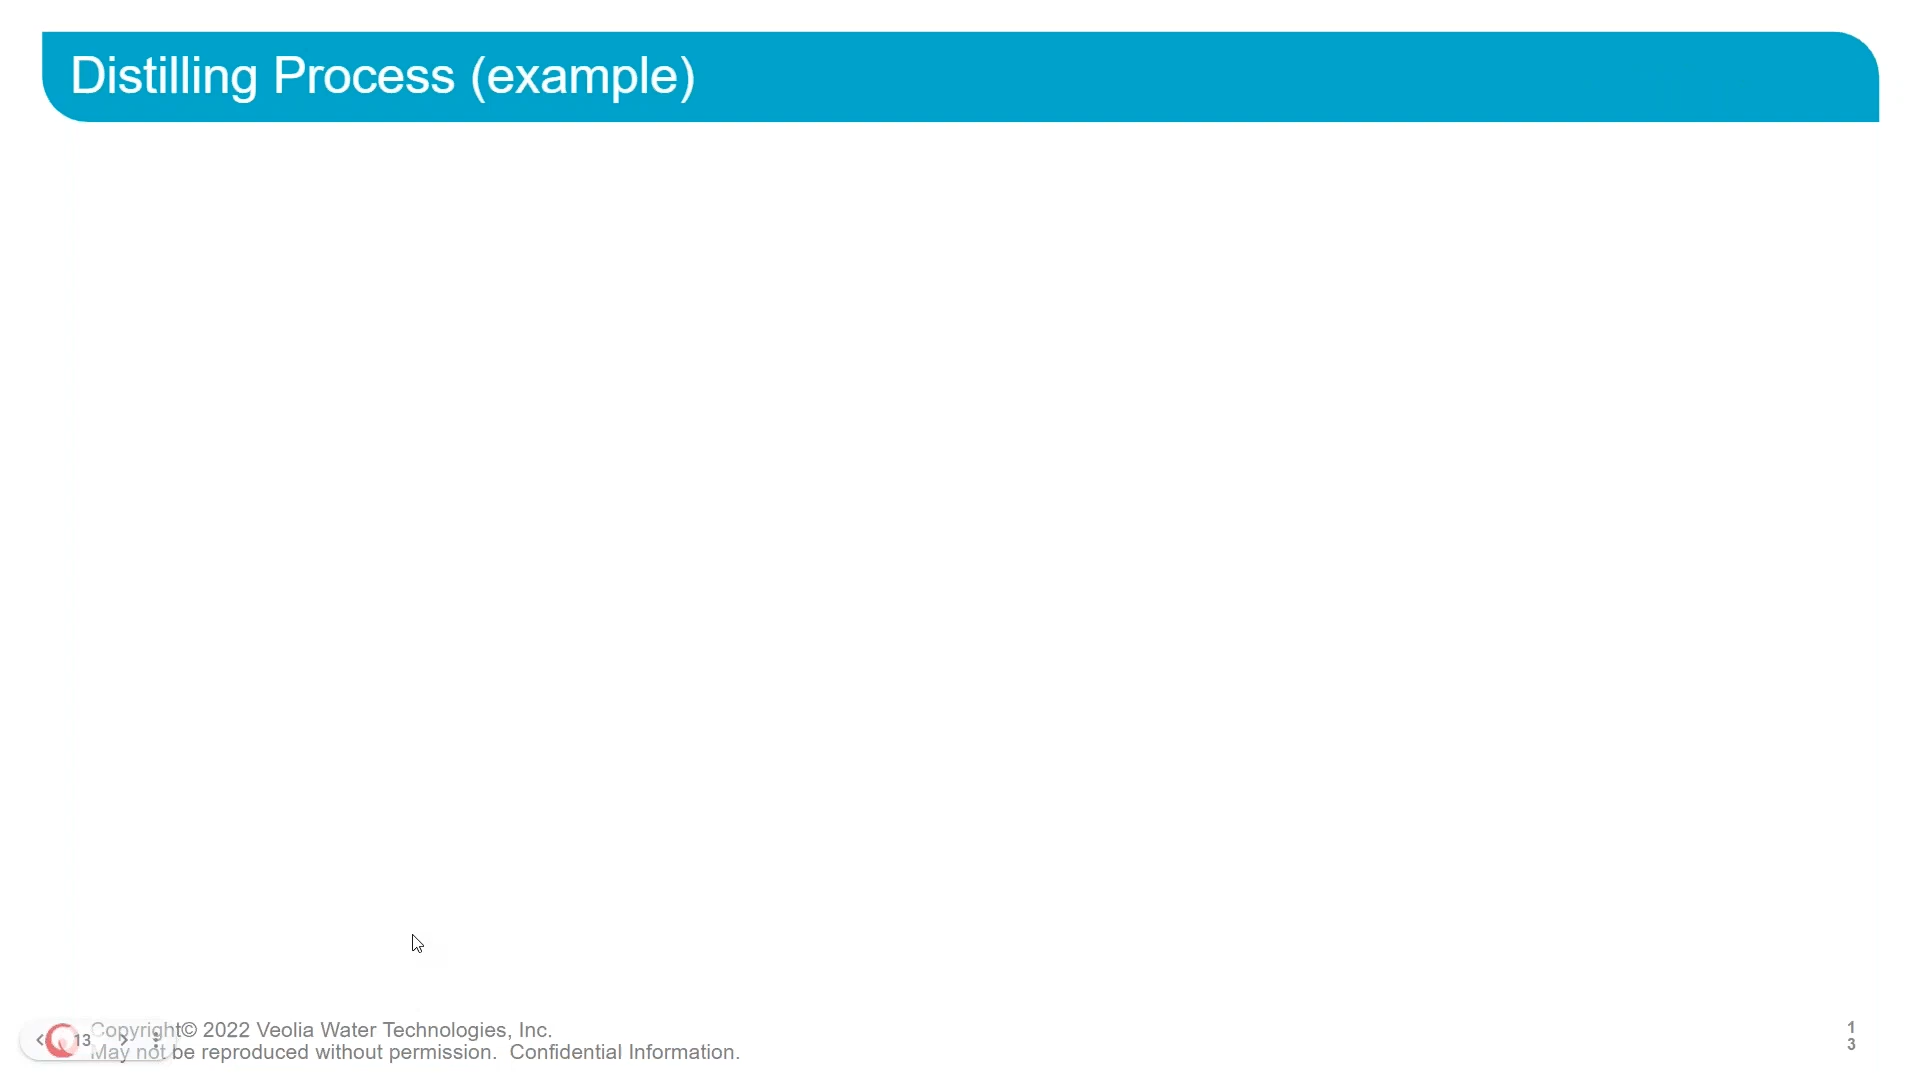 Distilling Process (example)
Copyright© 2022 Veolia Water Technologies, Inc.
May not be reproduced without permission.  Confidential Information.
13
1
3